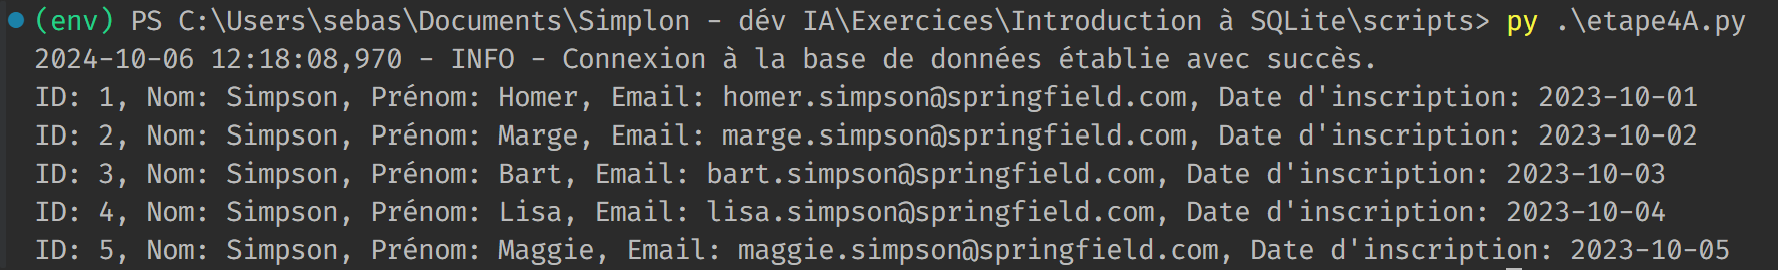 (env) PS C:\Users\sebas\Documents\Simplon - dév IA\Exercices\Introduction à SQLite\scripts> py .\etape4A.py
2024-10-06 12:18:08,970 - INFO - Connexion à la base de données établie avec succès.
ID: 1, Nom: Simpson, Prénom: Homer, Email: homer.simpson@springfield.com, Date d'inscription: 2023-10-01
ID: 2, Nom: Simpson, Prénom: Marge, Email: marge.simpson@springfield.com, Date d'inscription: 2023-10-02
ID: 3, Nom: Simpson, Prénom: Bart, Email: bart.simpson@springfield.com, Date d'inscription: 2023-10-03
ID: 4, Nom: Simpson, Prénom: Lisa, Email: lisa.simpson@springfield.com, Date d'inscription: 2023-10-04
ID: 5, Nom: Simpson, Prénom: Maggie, Email: maggie.simpson@springfield.com, Date d'inscription: 2023-10-05